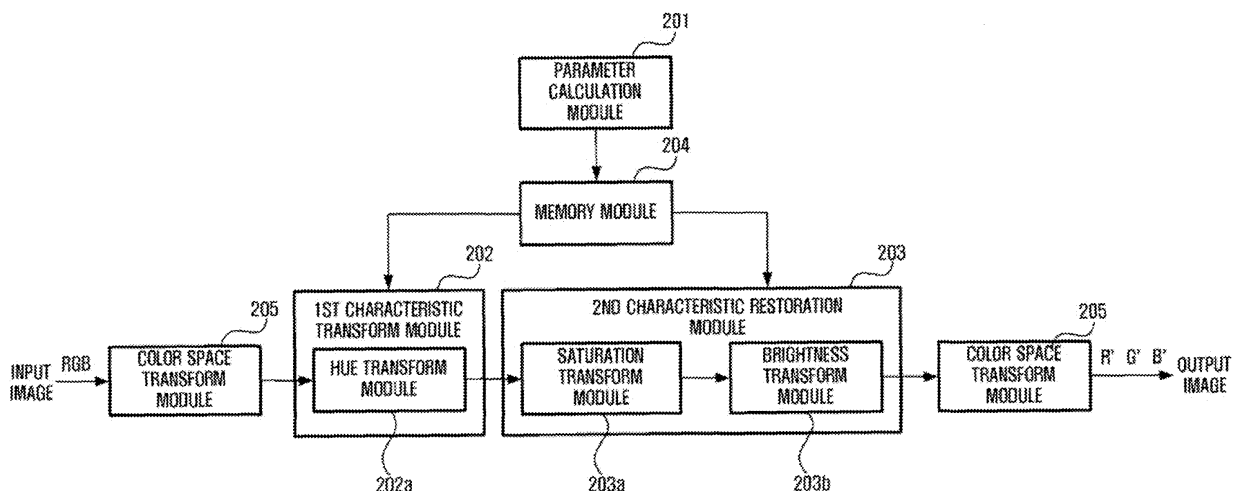 201
PARAMETER
CALCULATION
MODULE
204
MEMORY MODULE
202
1ST CHARACTERISTIC
TRANSFORM MODULE
203
2ND CHARACTERISTIC RESTORATION
MODULE
205
COLOR SPACE
TRANSFORM
MODULE
INPUT
IMAGE
RGB
HUE TRANSFORM
MODULE
SATURATION
TRANSFORM
MODULE
BRIGHTNESS
TRANSFORM
MODULE
205
COLOR SPACE
TRANSFORM
MODULE
R' G' B'
OUTPUT
IMAGE
202a
203a
203b